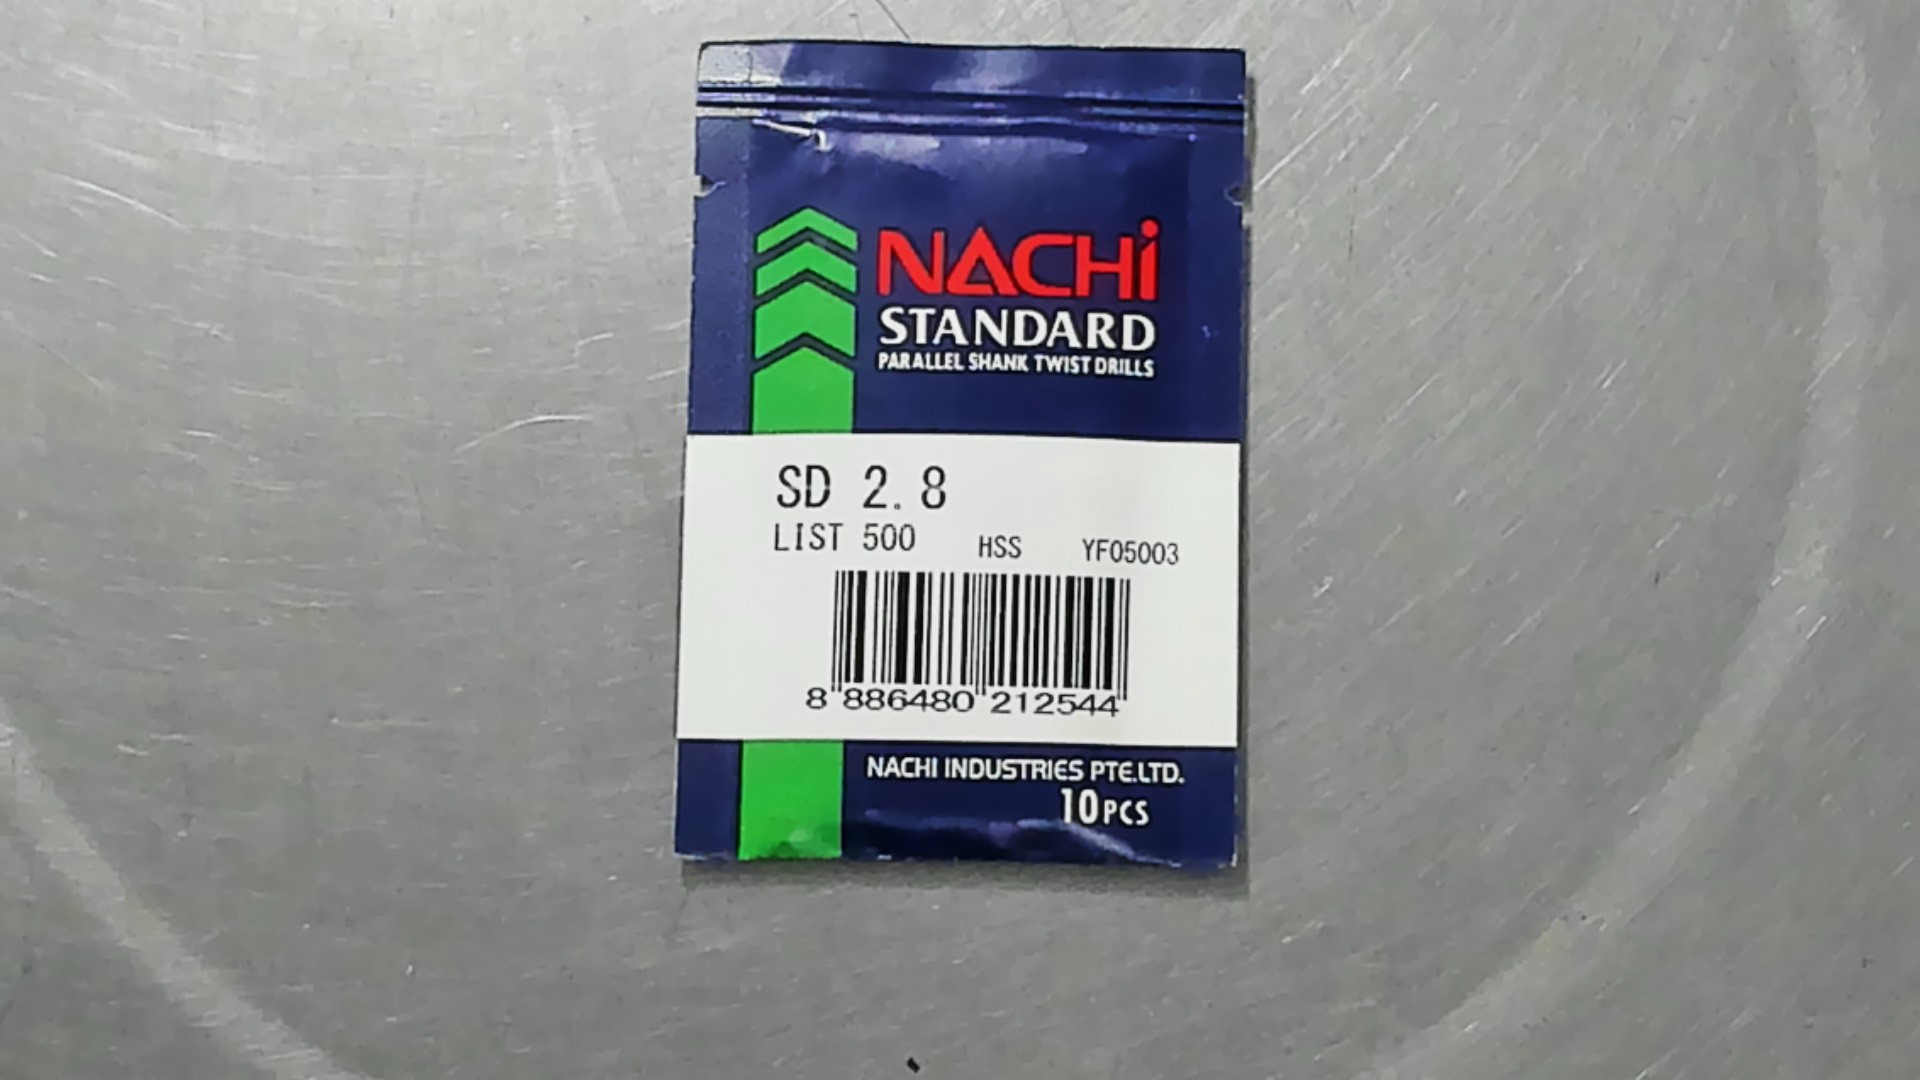 NACHi
STANDARD
PARALLEL SHANK TWIST DRILLS
SD 2.8
LIST 500 HSS YF05003
8 886480 212544
NACHI INDUSTRIES PTE.LTD.
10PCS